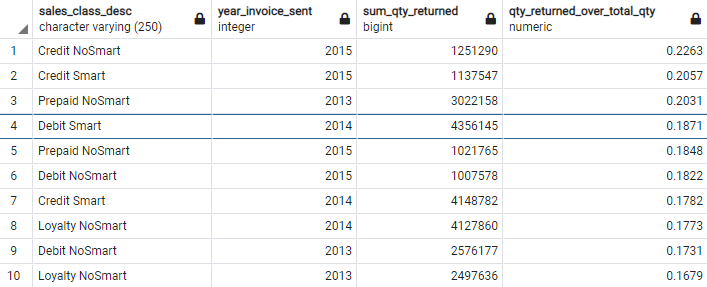 sales_class_desc year_invoice_sent sum_qty_returned qty_returned_over_total_qty
character varying (250) integer bigint numeric
1 Credit NoSmart 2015 1251290 0.2263
2 Credit Smart 2015 1137547 0.2057
3 Prepaid NoSmart 2013 3022158 0.2031
4 Debit Smart 2014 4356145 0.1871
5 Prepaid NoSmart 2015 1021765 0.1848
6 Debit NoSmart 2015 1007578 0.1822
7 Credit Smart 2014 4148782 0.1782
8 Loyalty NoSmart 2014 4127860 0.1773
9 Debit NoSmart 2013 2576177 0.1731
10 Loyalty NoSmart 2013 2497636 0.1679